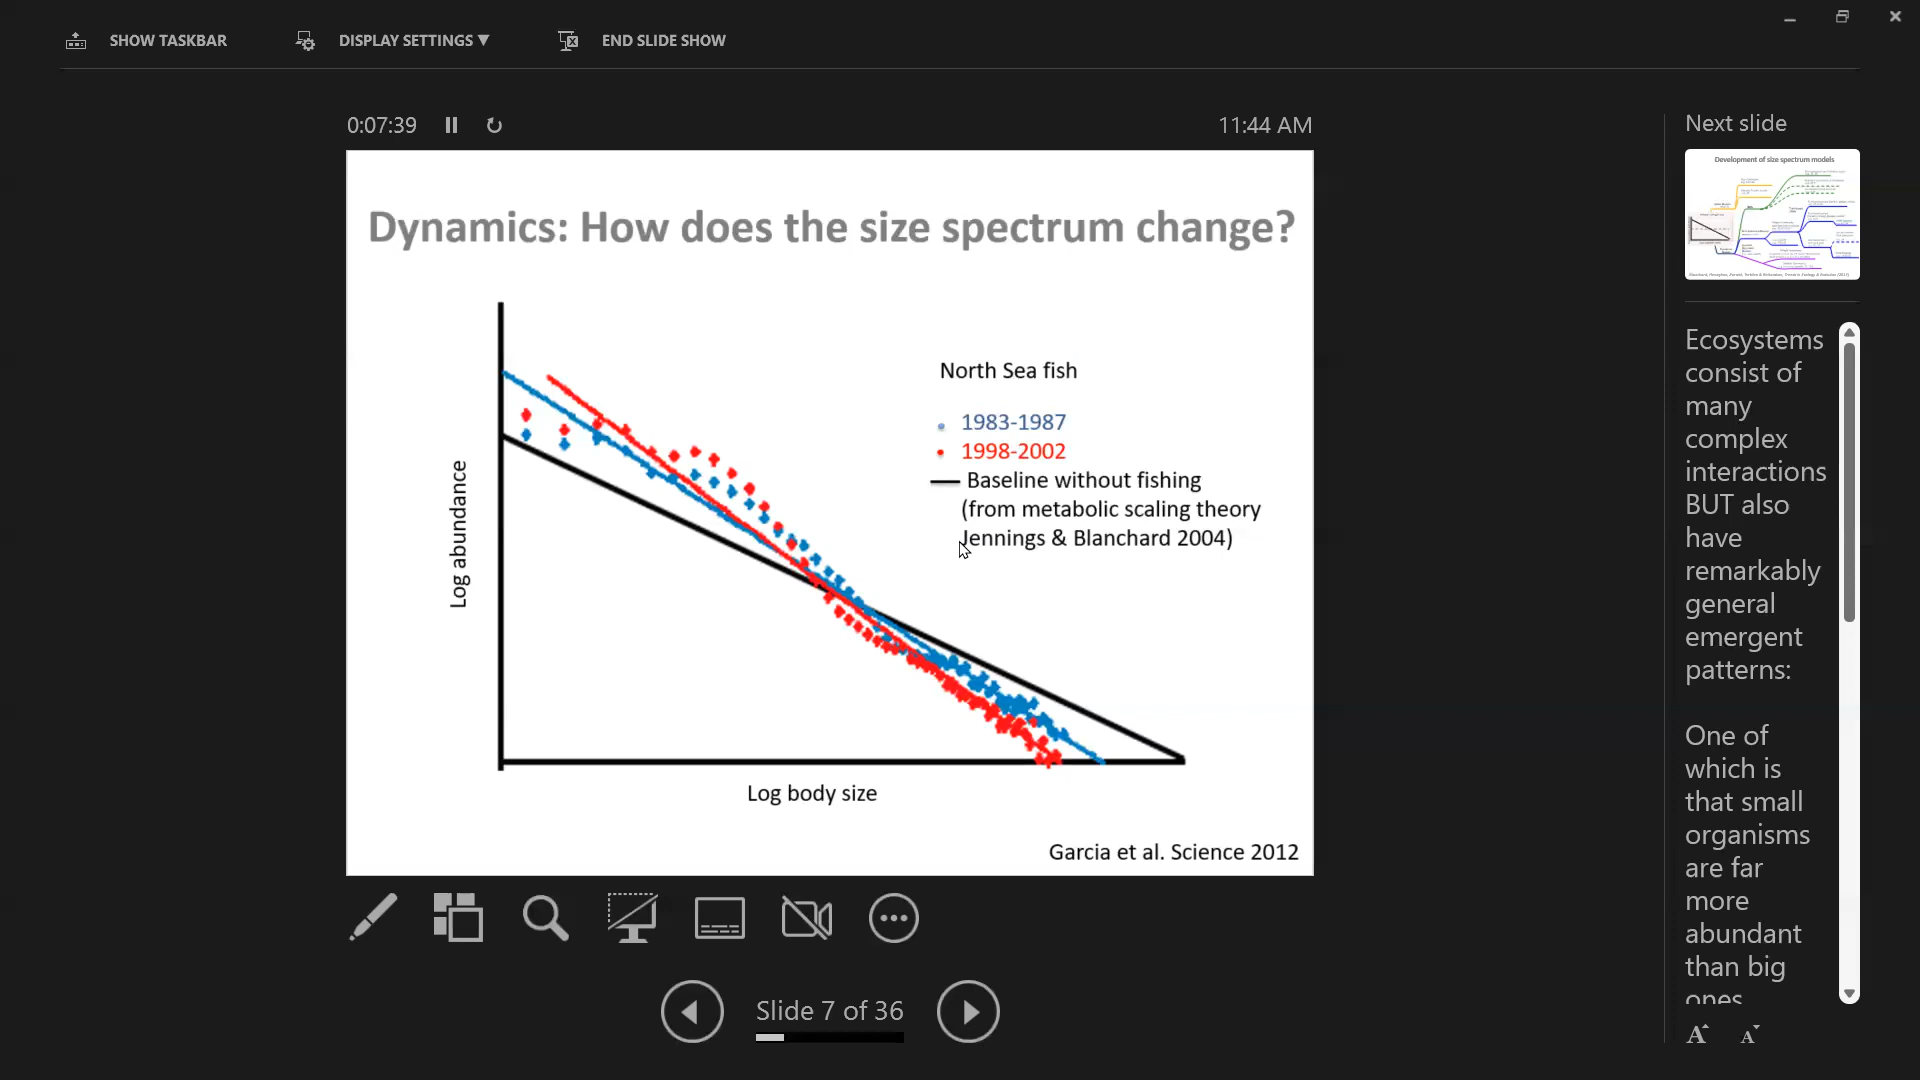 SHOW TASKBAR
DISPLAY SETTINGS ▼
END SLIDE SHOW
0:07:39
11:44 AM
Dynamics: How does the size spectrum change?
North Sea fish
1983-1987
1998-2002
Baseline without fishing
(from metabolic scaling theory
Jennings & Blanchard 2004)
Log abundance
Log body size
Garcia et al. Science 2012
Slide 7 of 36
Next slide
Development of size spectrum models
Ecosystems
consist of
many
complex
interactions
BUT also
have
remarkably
general
emergent
patterns:
One of
which is
that small
organisms
are far
more
abundant
than big
ones
A
A